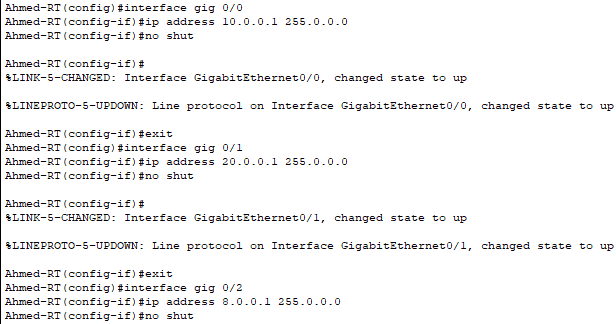 Ahmed-RT(config)#interface gig 0/0
Ahmed-RT(config-if)#ip address 10.0.0.1 255.0.0.0
Ahmed-RT(config-if)#no shut
Ahmed-RT(config-if)#
%LINK-5-CHANGED: Interface GigabitEthernet0/0, changed state to up
%LINEPROTO-5-UPDOWN: Line protocol on Interface GigabitEthernet0/0, changed state to up
Ahmed-RT(config-if)#exit
Ahmed-RT(config)#interface gig 0/1
Ahmed-RT(config-if)#ip address 20.0.0.1 255.0.0.0
Ahmed-RT(config-if)#no shut
Ahmed-RT(config-if)#
%LINK-5-CHANGED: Interface GigabitEthernet0/1, changed state to up
%LINEPROTO-5-UPDOWN: Line protocol on Interface GigabitEthernet0/1, changed state to up
Ahmed-RT(config-if)#exit
Ahmed-RT(config)#interface gig 0/2
Ahmed-RT(config-if)#ip address 8.0.0.1 255.0.0.0
Ahmed-RT(config-if)#no shut